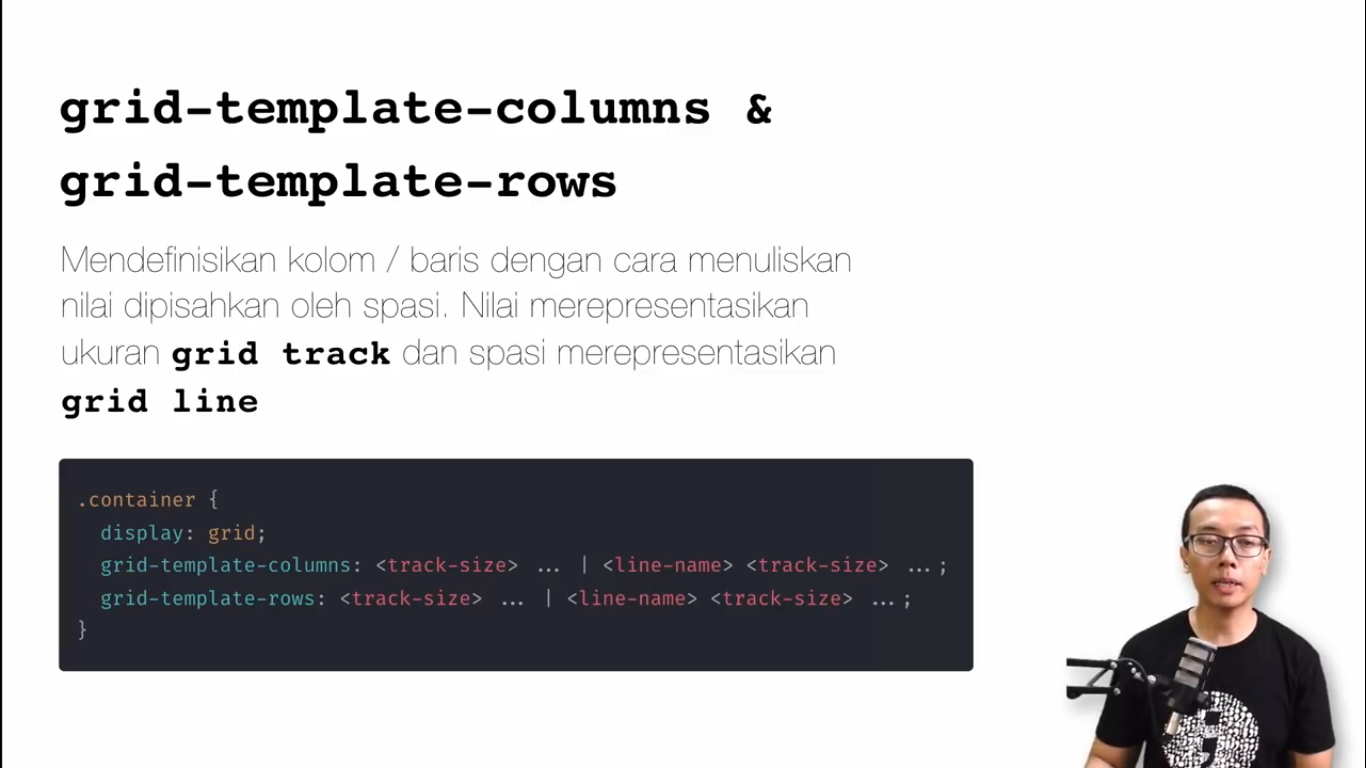 grid-template-columns &
grid-template-rows
Mendefinisikan kolom / baris dengan cara menuliskan
nilai dipisahkan oleh spasi. Nilai merepresentasikan
ukuran grid track dan spasi merepresentasikan
grid line
.container {
  display: grid;
  grid-template-columns: <track-size> ... | <line-name> <track-size> ...;
  grid-template-rows: <track-size> ... | <line-name> <track-size> ...;
}